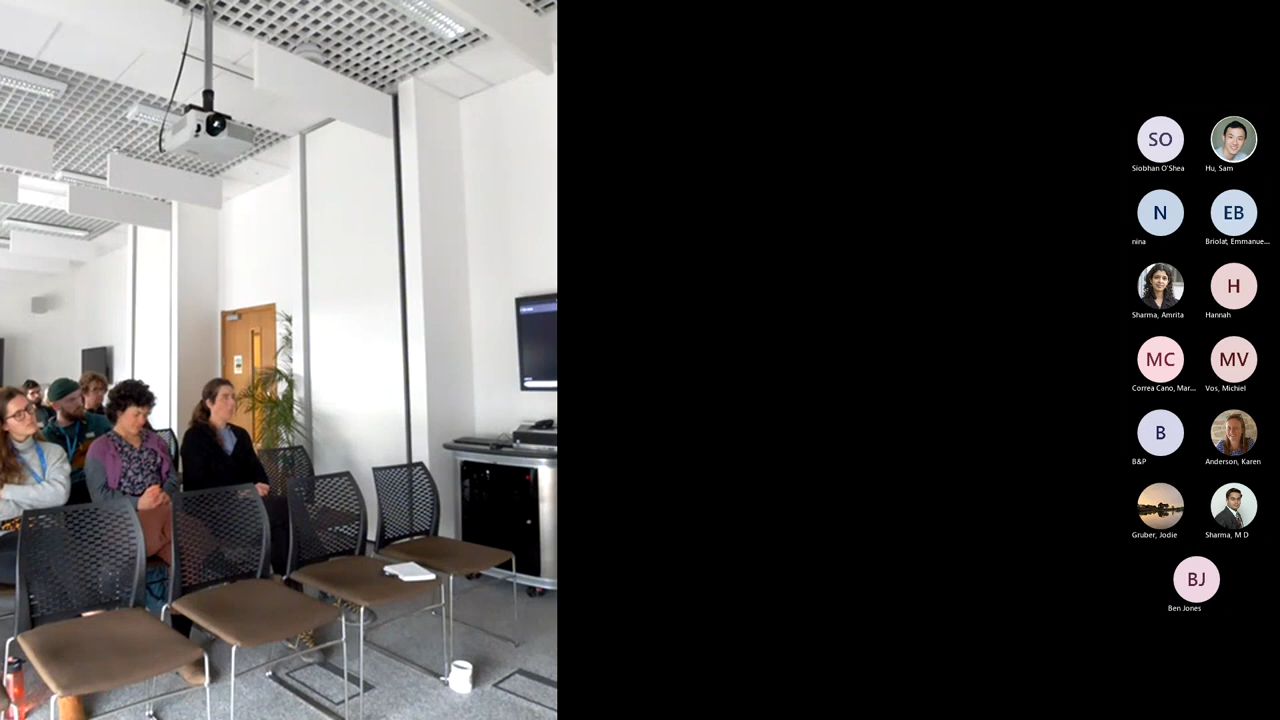 SO
Siobhan O'Shea
Hu, Sam
N
nina
EB
Briolat, Emmanue...
Sharma, Amrita
H
Hannah
MC
Correa Cano, Mar...
MV
Vos, Michiel
B
B&P
Anderson, Karen
Gruber, Jodie
Sharma, M D
BJ
Ben Jones